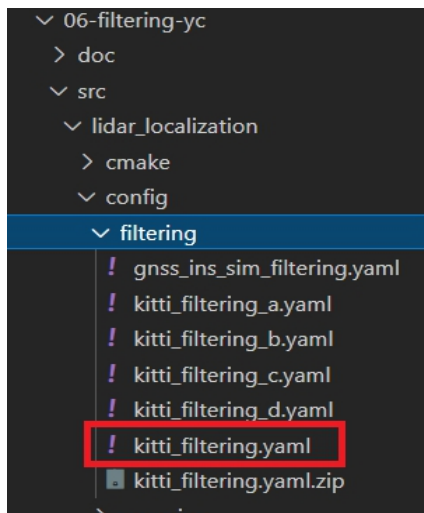 06-filtering-yc
doc
src
lidar_localization
cmake
config
filtering
! gnss_ins_sim_filtering.yaml
! kitti_filtering_a.yaml
! kitti_filtering_b.yaml
! kitti_filtering_c.yaml
! kitti_filtering_d.yaml
! kitti_filtering.yaml
kitti_filtering.yaml.zip